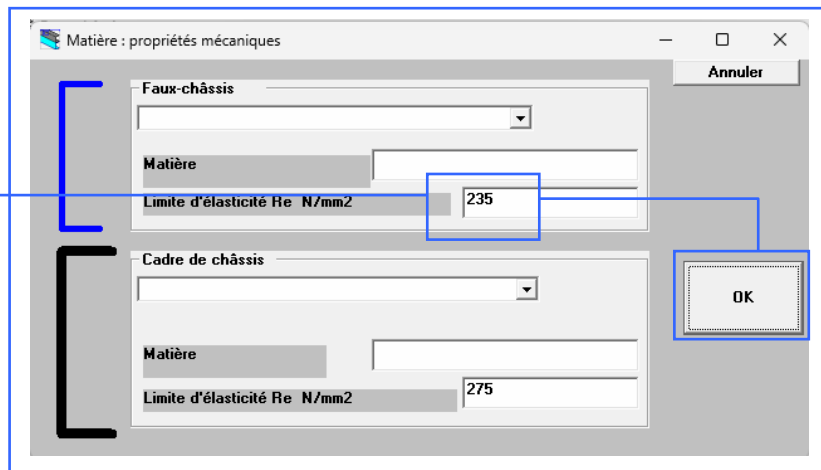 Matière : propriétés mécaniques
Annuler
Faux-châssis
Matière
Limite d'élasticité Re N/mm2
235
Cadre de châssis
OK
Matière
Limite d'élasticité Re N/mm2
275